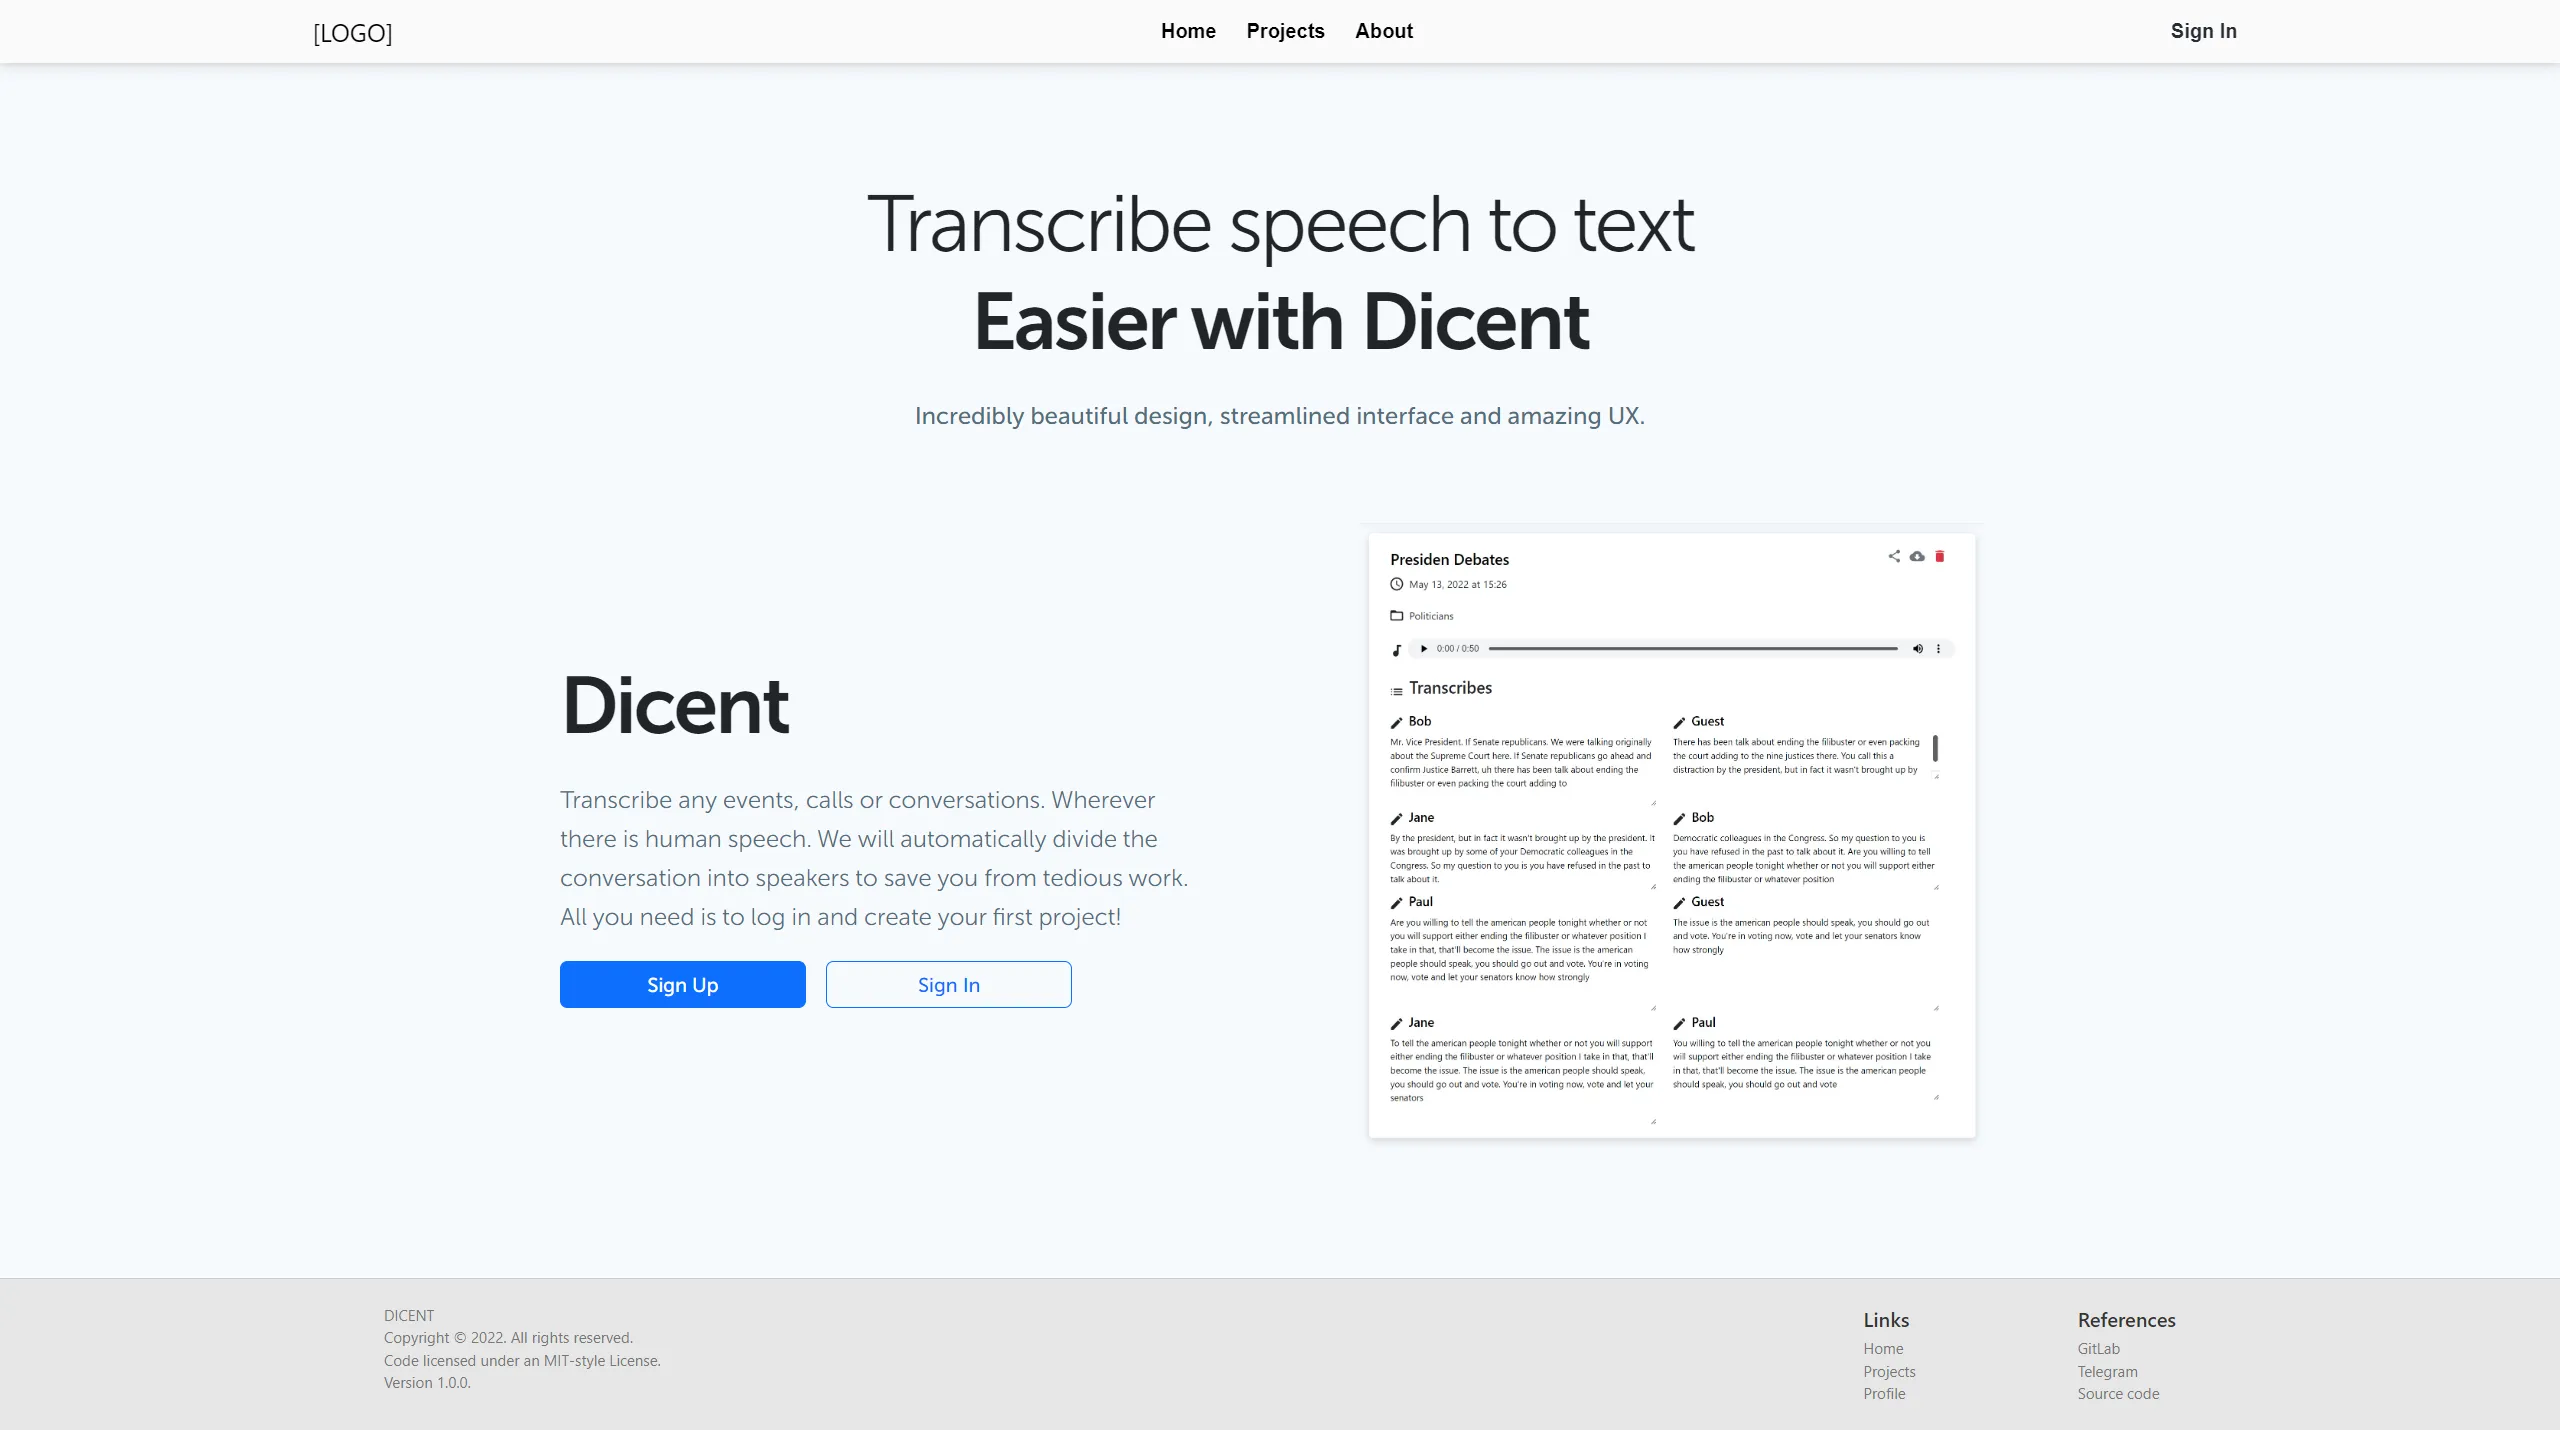 [LOGO]
Home Projects About
Sign In
Transcribe speech to text
Easier with Dicent
Incredibly beautiful design, streamlined interface and amazing UX.
Dicent
Transcribe any events, calls or conversations. Wherever
there is human speech. We will automatically divide the
conversation into speakers to save you from tedious work.
All you need is to log in and create your first project!
Sign Up
Sign In
Presiden Debates
May 13, 2022 at 15:26
Politicians
0:00 / 0:50
Transcribes
Bob
Mr. Vice President. If Senate republicans. We were talking originally
about the Supreme Court here. If Senate republicans go ahead and
confirm Justice Barrett, uh there has been talk about ending the
filibuster or even packing the court adding to
Guest
There has been talk about ending the filibuster or even packing
the court adding to the nine justices there. You call this a
distraction by the president, but in fact it wasn't brought up by
Jane
By the president, but in fact it wasn't brought up by the president. It
was brought up by some of your Democratic colleagues in the
Congress. So my question to you is you have refused in the past to
talk about it.
Bob
Democratic colleagues in the Congress. So my question to you is
you have refused in the past to talk about it. Are you willing to tell
the american people tonight whether or not you will support either
ending the filibuster or whatever position
Paul
Are you willing to tell the american people tonight whether or not
you will support either ending the filibuster or whatever position I
take in that, that'll become the issue. The issue is the american
people should speak, you should go out and vote. You're in voting
now, vote and let your senators know how strongly
Guest
The issue is the american people should speak, you should go out
and vote. You're in voting now, vote and let your senators know
how strongly
Jane
To tell the american people tonight whether or not you will support
either ending the filibuster or whatever position I take in that, that'll
become the issue. The issue is the american people should speak,
you should go out and vote. You're in voting now, vote and let your
senators
Paul
You willing to tell the american people tonight whether or not you
will support either ending the filibuster or whatever position I take
in that, that'll become the issue. The issue is the american people
should speak, you should go out and vote
DICENT
Copyright © 2022. All rights reserved.
Code licensed under an MIT-style License.
Version 1.0.0.
Links
Home
Projects
Profile
References
GitLab
Telegram
Source code